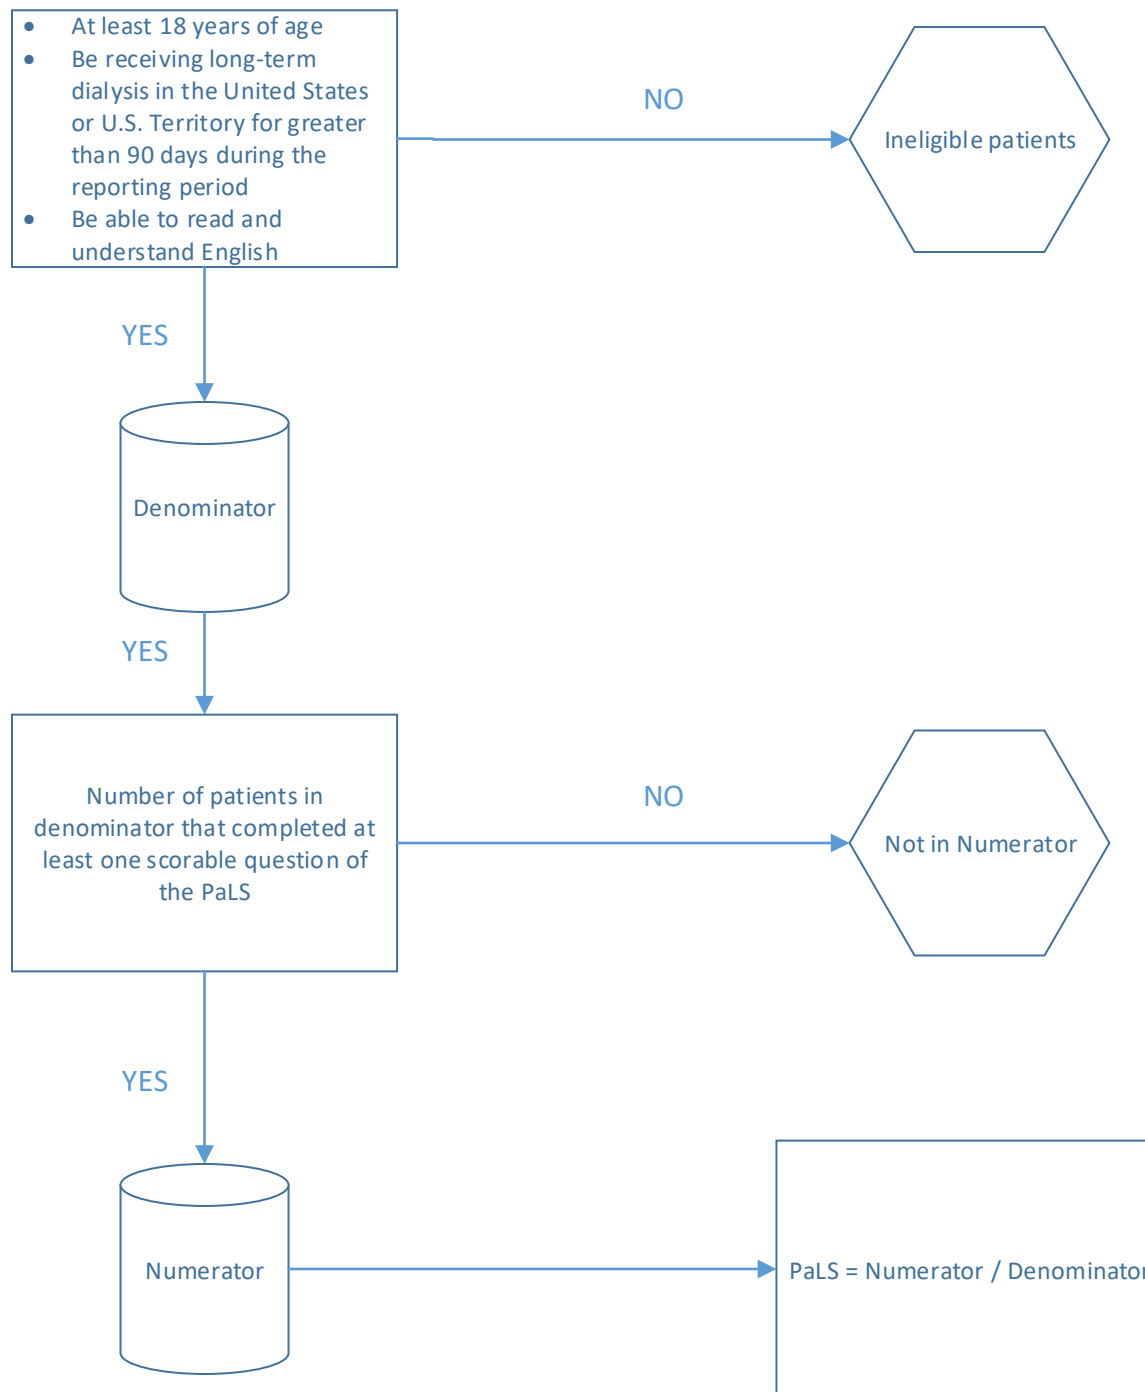 • At least 18 years of age
• Be receiving long-term
dialysis in the United States
or U.S. Territory for greater
than 90 days during the
reporting period
• Be able to read and
understand English
NO
Ineligible patients
YES
Denominator
YES
Number of patients in
denominator that completed at
least one scorable question of
the PaLS
NO
Not in Numerator
YES
Numerator
PaLS = Numerator / Denominator